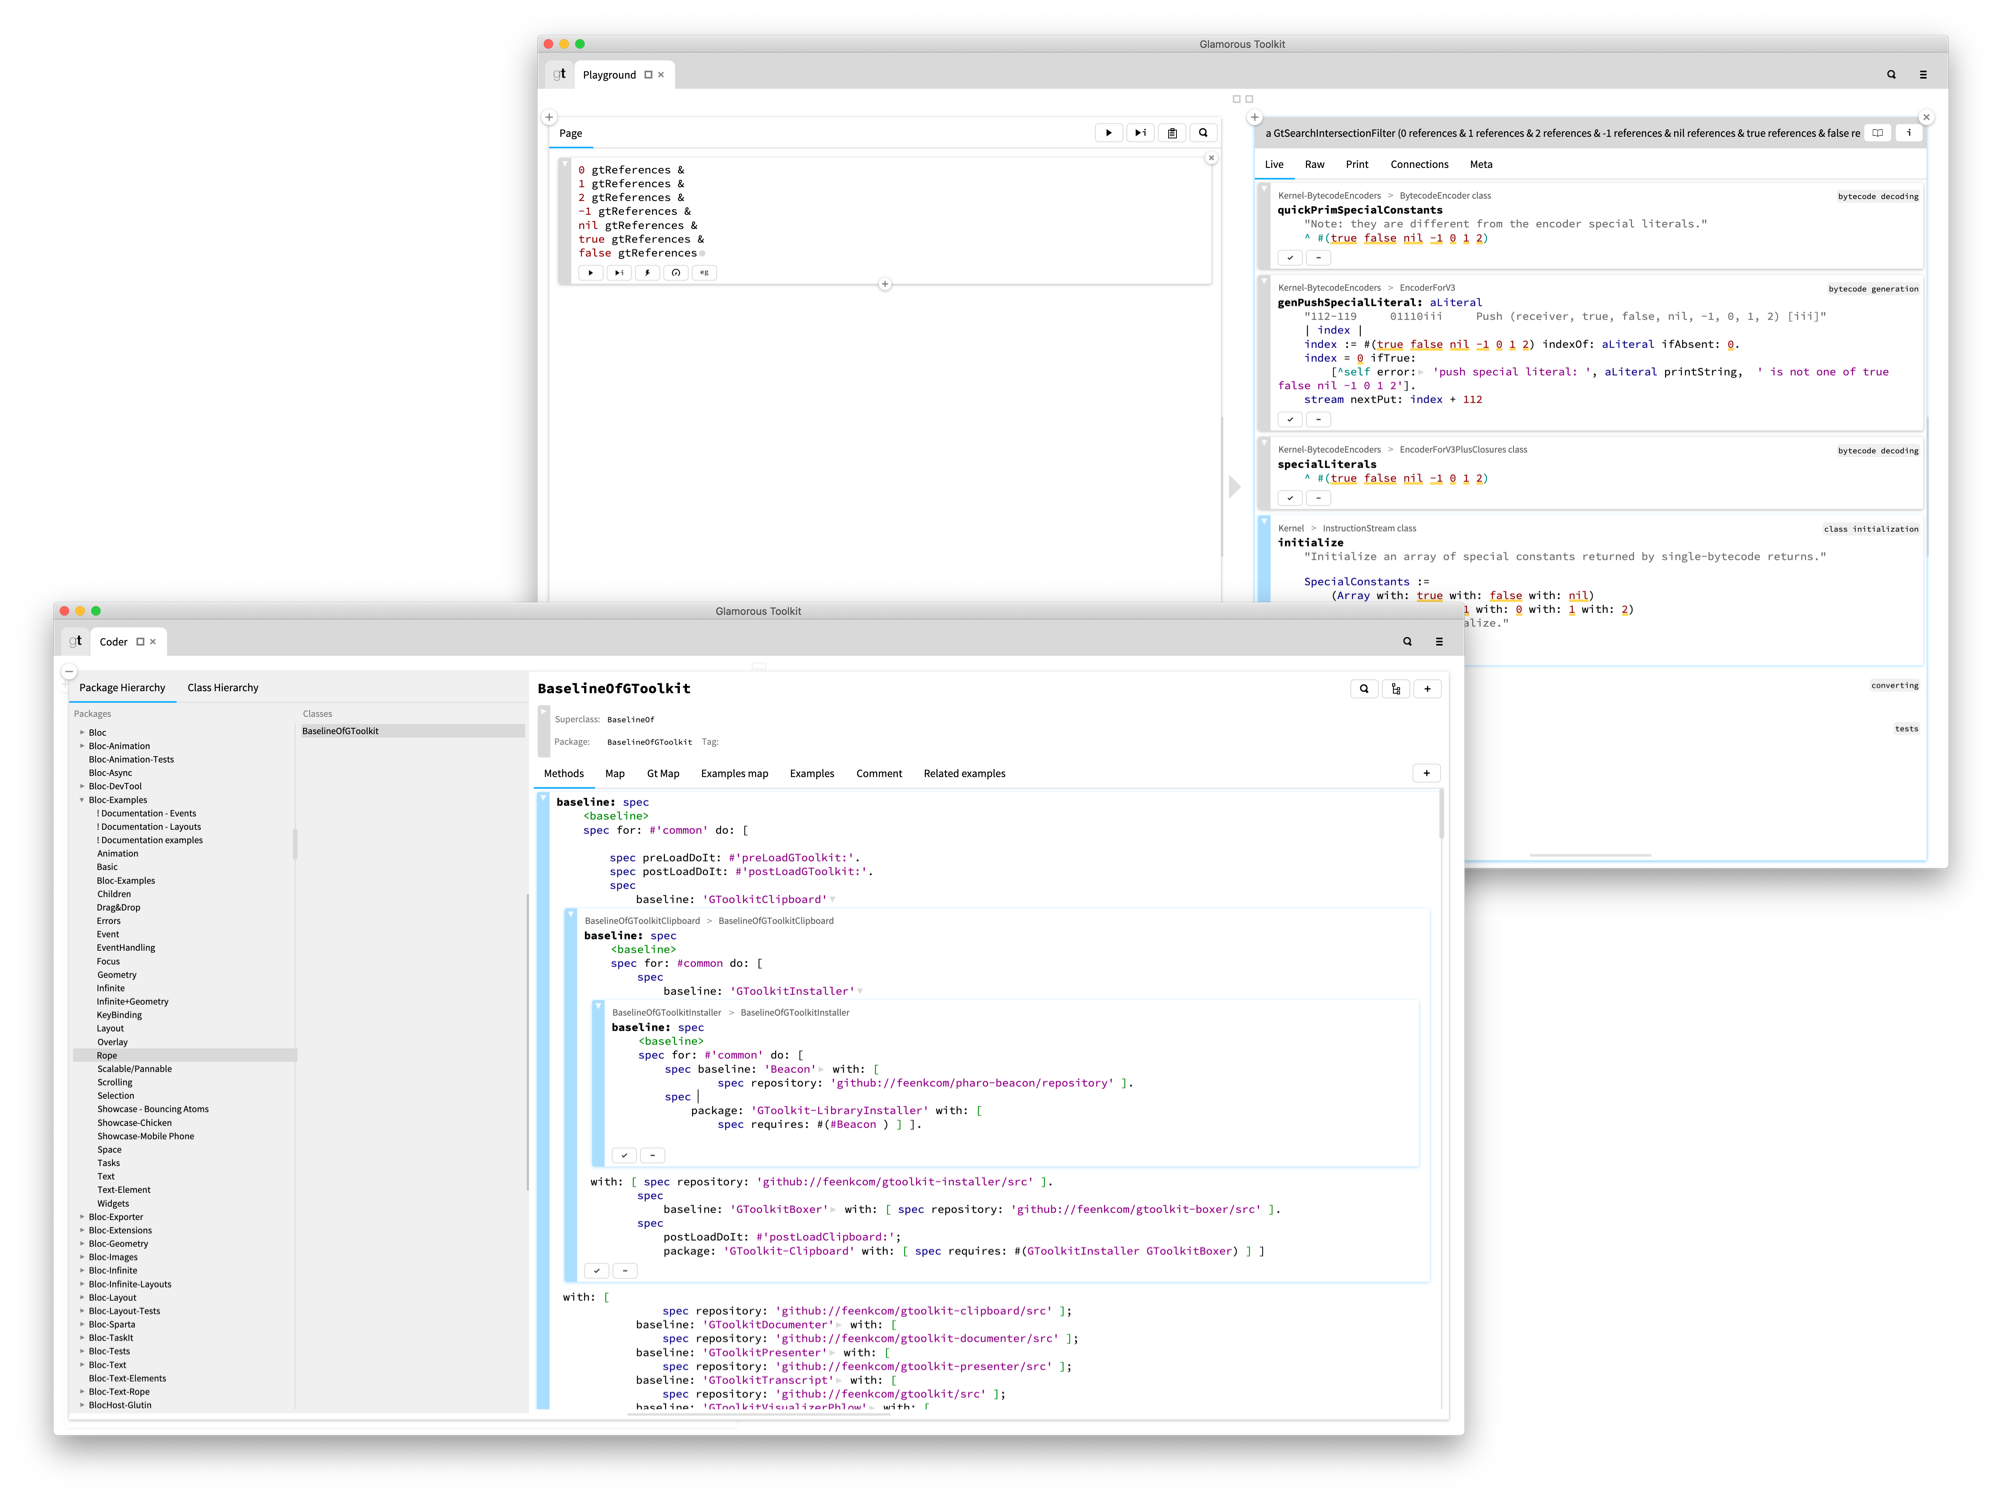 Glamorous Toolkit
gt
Playground
Page
0 gtReferences &
1 gtReferences &
2 gtReferences &
-1 gtReferences &
nil gtReferences &
true gtReferences &
false gtReferences
eg
a GtSearchIntersectionFilter (0 references & 1 references & 2 references & -1 references & nil references & true references & false re
i
Live Raw Print Connections Meta
Kernel-BytecodeEncoders > BytecodeEncoder class
bytecode decoding
quickPrimSpecialConstants
"Note: they are different from the encoder special literals."
^ #(true false nil -1 0 1 2)
Kernel-BytecodeEncoders > EncoderForV3
bytecode generation
genPushSpecialLiteral: aLiteral
"112-119 01110iii Push (receiver, true, false, nil, -1, 0, 1, 2) [iii]"
| index |
index := #(true false nil -1 0 1 2) indexOf: aLiteral ifAbsent: 0.
index = 0 ifTrue:
[^self error: 'push special literal: ', aLiteral printString, ' is not one of true
false nil -1 0 1 2'].
stream nextPut: index + 112
Kernel-BytecodeEncoders > EncoderForV3PlusClosures class
bytecode decoding
specialLiterals
^ #(true false nil -1 0 1 2)
Kernel > InstructionStream class
class initialization
initialize
"Initialize an array of special constants returned by single-bytecode returns."
SpecialConstants :=
(Array with: true with: false with: nil)
1 with: 0 with: 1 with: 2)
alize."
converting
tests
Glamorous Toolkit
gt
Coder
Package Hierarchy Class Hierarchy
Packages
Bloc
Bloc-Animation
Bloc-Animation-Tests
Bloc-Async
Bloc-DevTool
Bloc-Examples
! Documentation - Events
! Documentation - Layouts
! Documentation examples
Animation
Basic
Bloc-Examples
Children
Drag&Drop
Errors
Event
EventHandling
Focus
Geometry
Infinite
Infinite+Geometry
KeyBinding
Layout
Overlay
Rope
Scalable/Pannable
Scrolling
Selection
Showcase - Bouncing Atoms
Showcase-Chicken
Showcase-Mobile Phone
Space
Tasks
Text
Text-Element
Widgets
Bloc-Exporter
Bloc-Extensions
Bloc-Geometry
Bloc-Images
Bloc-Infinite
Bloc-Infinite-Layouts
Bloc-Layout
Bloc-Layout-Tests
Bloc-Sparta
Bloc-TaskIt
Bloc-Tests
Bloc-Text
Bloc-Text-Elements
Bloc-Text-Rope
BlocHost-Glutin
Classes
BaselineOfGToolkit
BaselineOfGToolkit
Superclass: BaselineOf
Package: BaselineOfGToolkit Tag:
Methods Map Gt Map Examples map Examples Comment Related examples
baseline: spec
<baseline>
spec for: #'common' do: [
spec preLoadDoIt: #'preLoadGToolkit:'.
spec postLoadDoIt: #'postLoadGToolkit:'.
spec
baseline: 'GToolkitClipboard'
BaselineOfGToolkitClipboard > BaselineOfGToolkitClipboard
baseline: spec
<baseline>
spec for: #common do: [
spec
baseline: 'GToolkitInstaller'
BaselineOfGToolkitInstaller > BaselineOfGToolkitInstaller
baseline: spec
<baseline>
spec for: #'common' do: [
spec baseline: 'Beacon' with: [
spec repository: 'github://feenkcom/pharo-beacon/repository' ].
spec
package: 'GToolkit-LibraryInstaller' with: [
spec requires: #(#Beacon ) ] ].
with: [ spec repository: 'github://feenkcom/gtoolkit-installer/src' ].
spec
baseline: 'GToolkitBoxer' with: [ spec repository: 'github://feenkcom/gtoolkit-boxer/src' ].
spec
postLoadDoIt: #'postLoadClipboard:';
package: 'GToolkit-Clipboard' with: [ spec requires: #(GToolkitInstaller GToolkitBoxer) ] ]
with: [
spec repository: 'github://feenkcom/gtoolkit-clipboard/src' ];
baseline: 'GToolkitDocumenter' with: [
spec repository: 'github://feenkcom/gtoolkit-documenter/src' ];
baseline: 'GToolkitPresenter' with: [
spec repository: 'github://feenkcom/gtoolkit-presenter/src' ];
baseline: 'GToolkitTranscript' with: [
spec repository: 'github://feenkcom/gtoolkit/src' ];
baseline: 'GToolkitVisualizerPhlow' with: [